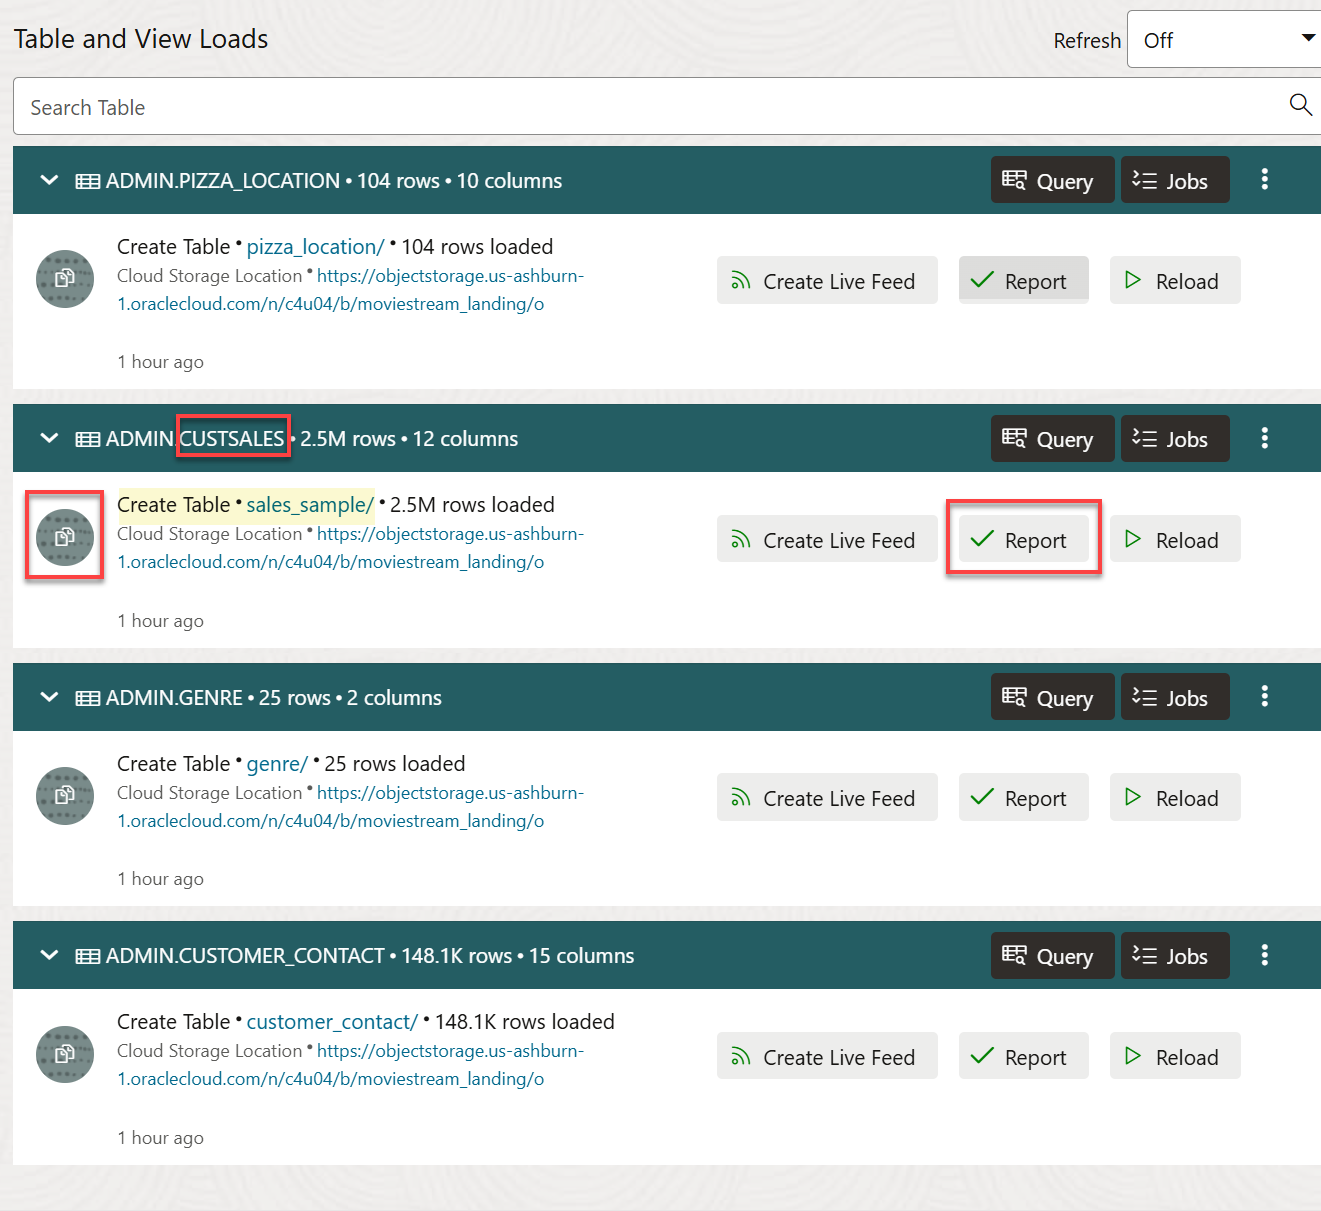 Table and View Loads
Refresh Off
Search Table
ADMIN.PIZZA_LOCATION • 104 rows • 10 columns Query Jobs
Create Table • pizza_location/ • 104 rows loaded
Cloud Storage Location • https://objectstorage.us-ashburn-
1.oraclecloud.com/n/c4u04/b/moviestream_landing/o
Create Live Feed Report Reload
1 hour ago
ADMIN.CUSTSALES • 2.5M rows • 12 columns Query Jobs
Create Table • sales_sample/ • 2.5M rows loaded
Cloud Storage Location • https://objectstorage.us-ashburn-
1.oraclecloud.com/n/c4u04/b/moviestream_landing/o
Create Live Feed Report Reload
1 hour ago
ADMIN.GENRE • 25 rows • 2 columns Query Jobs
Create Table • genre/ • 25 rows loaded
Cloud Storage Location • https://objectstorage.us-ashburn-
1.oraclecloud.com/n/c4u04/b/moviestream_landing/o
Create Live Feed Report Reload
1 hour ago
ADMIN.CUSTOMER_CONTACT • 148.1K rows • 15 columns Query Jobs
Create Table • customer_contact/ • 148.1K rows loaded
Cloud Storage Location • https://objectstorage.us-ashburn-
1.oraclecloud.com/n/c4u04/b/moviestream_landing/o
Create Live Feed Report Reload
1 hour ago